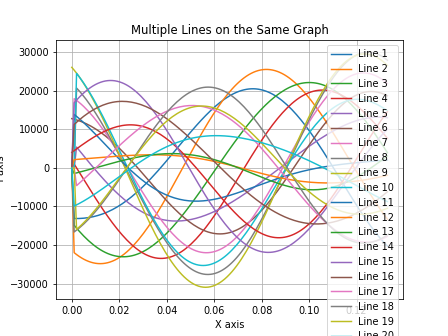 Multiple Lines on the Same Graph
30000
20000
10000
0
−10000
−20000
−30000
0.00
0.02
0.04
0.06
0.08
0.10
X axis
Line 1
Line 2
Line 3
Line 4
Line 5
Line 6
Line 7
Line 8
Line 9
Line 10
Line 11
Line 12
Line 13
Line 14
Line 15
Line 16
Line 17
Line 18
Line 19
Line 20